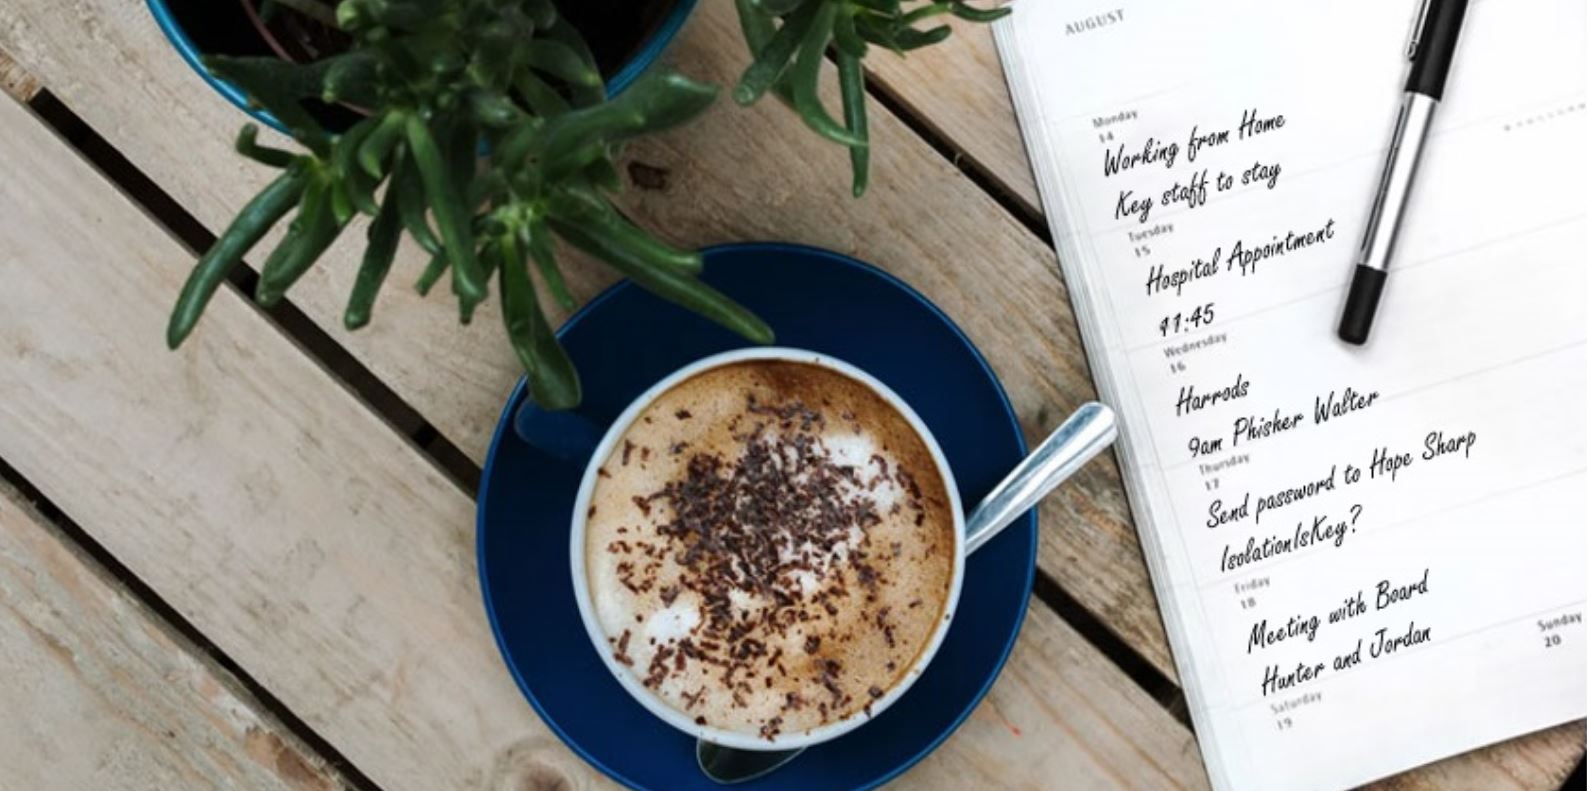 AUGUST
Monday
14
Working from Home
Key staff to stay
Tuesday
15
Hospital Appointment
11:45
Wednesday
16
Harrods
9am Phisher Walter
Thursday
17
Send password to Hope Sharp
IsolationIsKey?
Friday
18
Meeting with Board
Hunter and Jordan
Saturday
19
Sunday
20